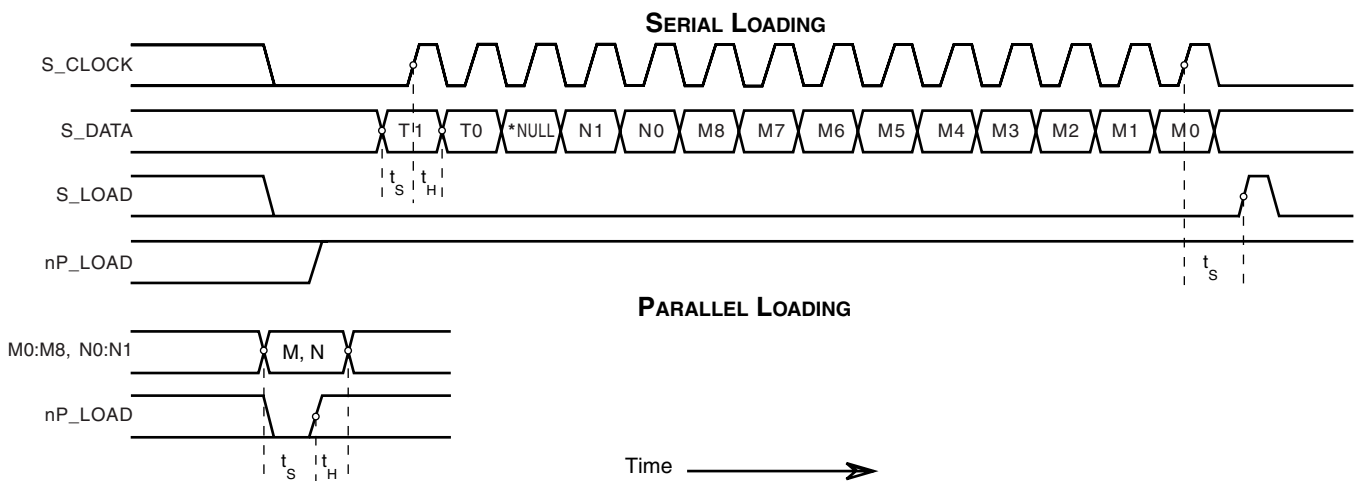 SERIAL LOADING
S_CLOCK
S_DATA T1 T0 *NULL N1 N0 M8 M7 M6 M5 M4 M3 M2 M1 M0
tS tH
S_LOAD
nP_LOAD
tS
PARALLEL LOADING
M0:M8, N0:N1 M, N
nP_LOAD
tS tH
Time